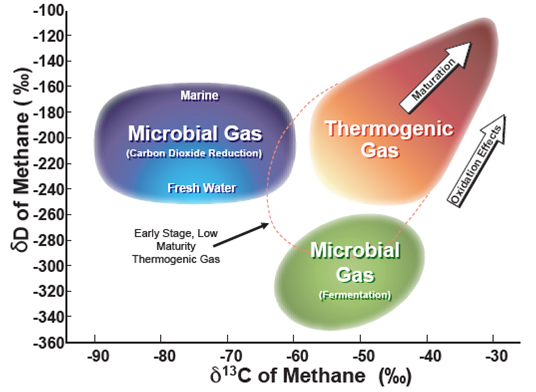 -100
-120
-140
-160
-180
-200
-220
-240
-260
-280
-300
-320
-340
-360
δD of Methane ( ‰)
Marine
Microbial Gas
(Carbon Dioxide Reduction)
Fresh Water
Thermogenic
Gas
Maturation
Oxidation Effects
Early Stage, Low
Maturity
Thermogenic Gas
Microbial
Gas
(Fermentation)
-90 -80 -70 -60 -50 -40 -30
δ¹³C of Methane (‰)